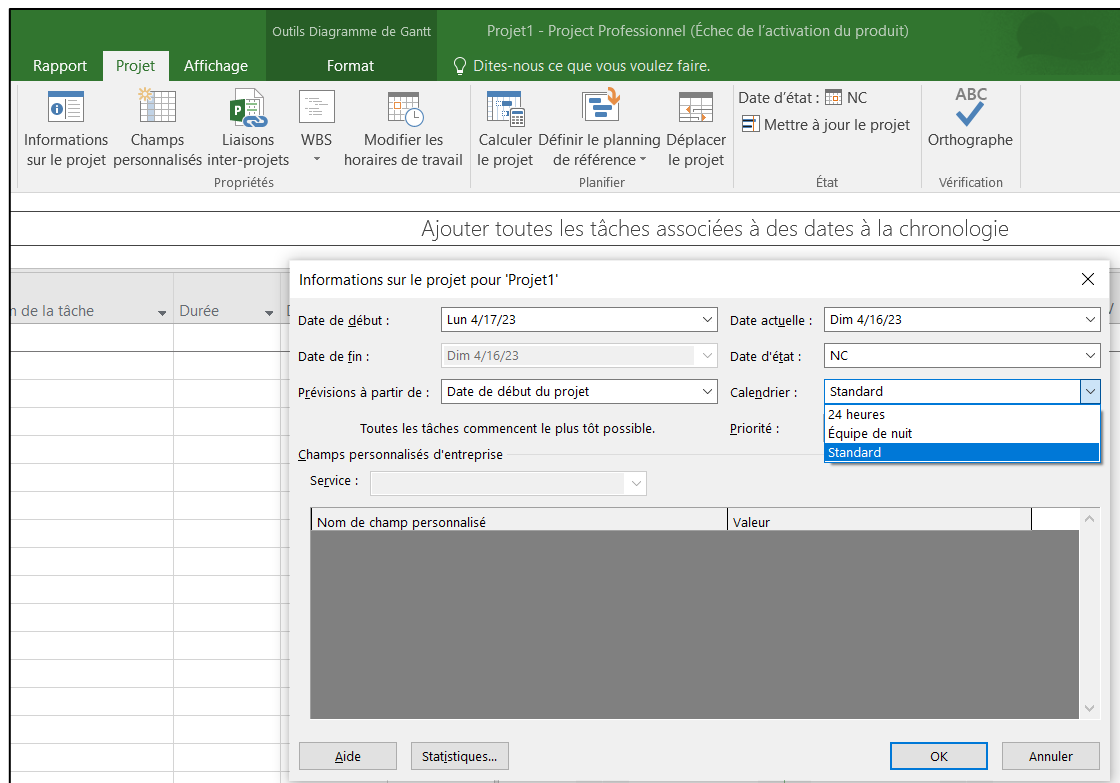 Outils Diagramme de Gantt
Projet1 - Project Professionnel (Échec de l'activation du produit)
Rapport
Projet
Affichage
Format
Dites-nous ce que vous voulez faire.
Informations sur le projet
Champs personnalisés
Liaisons inter-projets
WBS
Modifier les horaires de travail
Propriétés
Calculer le projet
Définir le planning de référence
Déplacer le projet
Planifier
Date d'état : NC
Mettre à jour le projet
État
ABC
Orthographe
Vérification
Ajouter toutes les tâches associées à des dates à la chronologie
de la tâche
Durée
Informations sur le projet pour 'Projet1'
Date de début : Lun 4/17/23
Date actuelle : Dim 4/16/23
Date de fin : Dim 4/16/23
Date d'état : NC
Prévisions à partir de : Date de début du projet
Calendrier : Standard
24 heures
Équipe de nuit
Standard
Toutes les tâches commencent le plus tôt possible.
Priorité :
Champs personnalisés d'entreprise
Service :
Nom de champ personnalisé
Valeur
Aide
Statistiques...
OK
Annuler